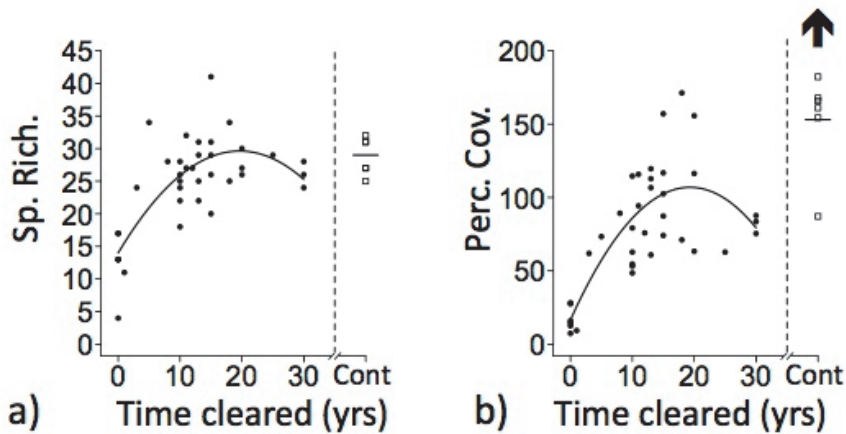 45
40
35
30
25
20
15
10
5
0
Sp. Rich.
0 10 20 30 Cont
a) Time cleared (yrs)
200
150
100
50
0
Perc. Cov.
0 10 20 30 Cont
b) Time cleared (yrs)